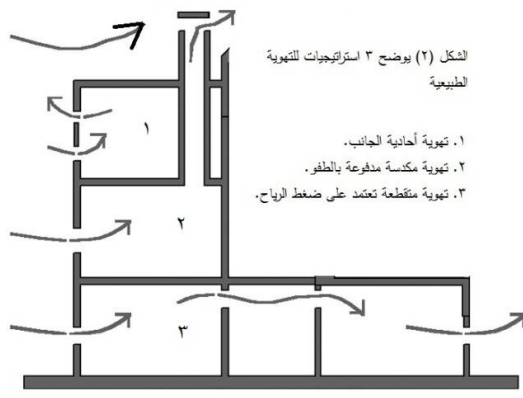 الشكل (٢) يوضح ٣ استراتيجيات للتهوية
الطبيعية
١. تهوية أحادية الجانب.
٢. تهوية مكدسة مدفوعة بالطفو.
٣. تهوية متقطعة تعتمد على ضغط الرياح.
١
٢
٣